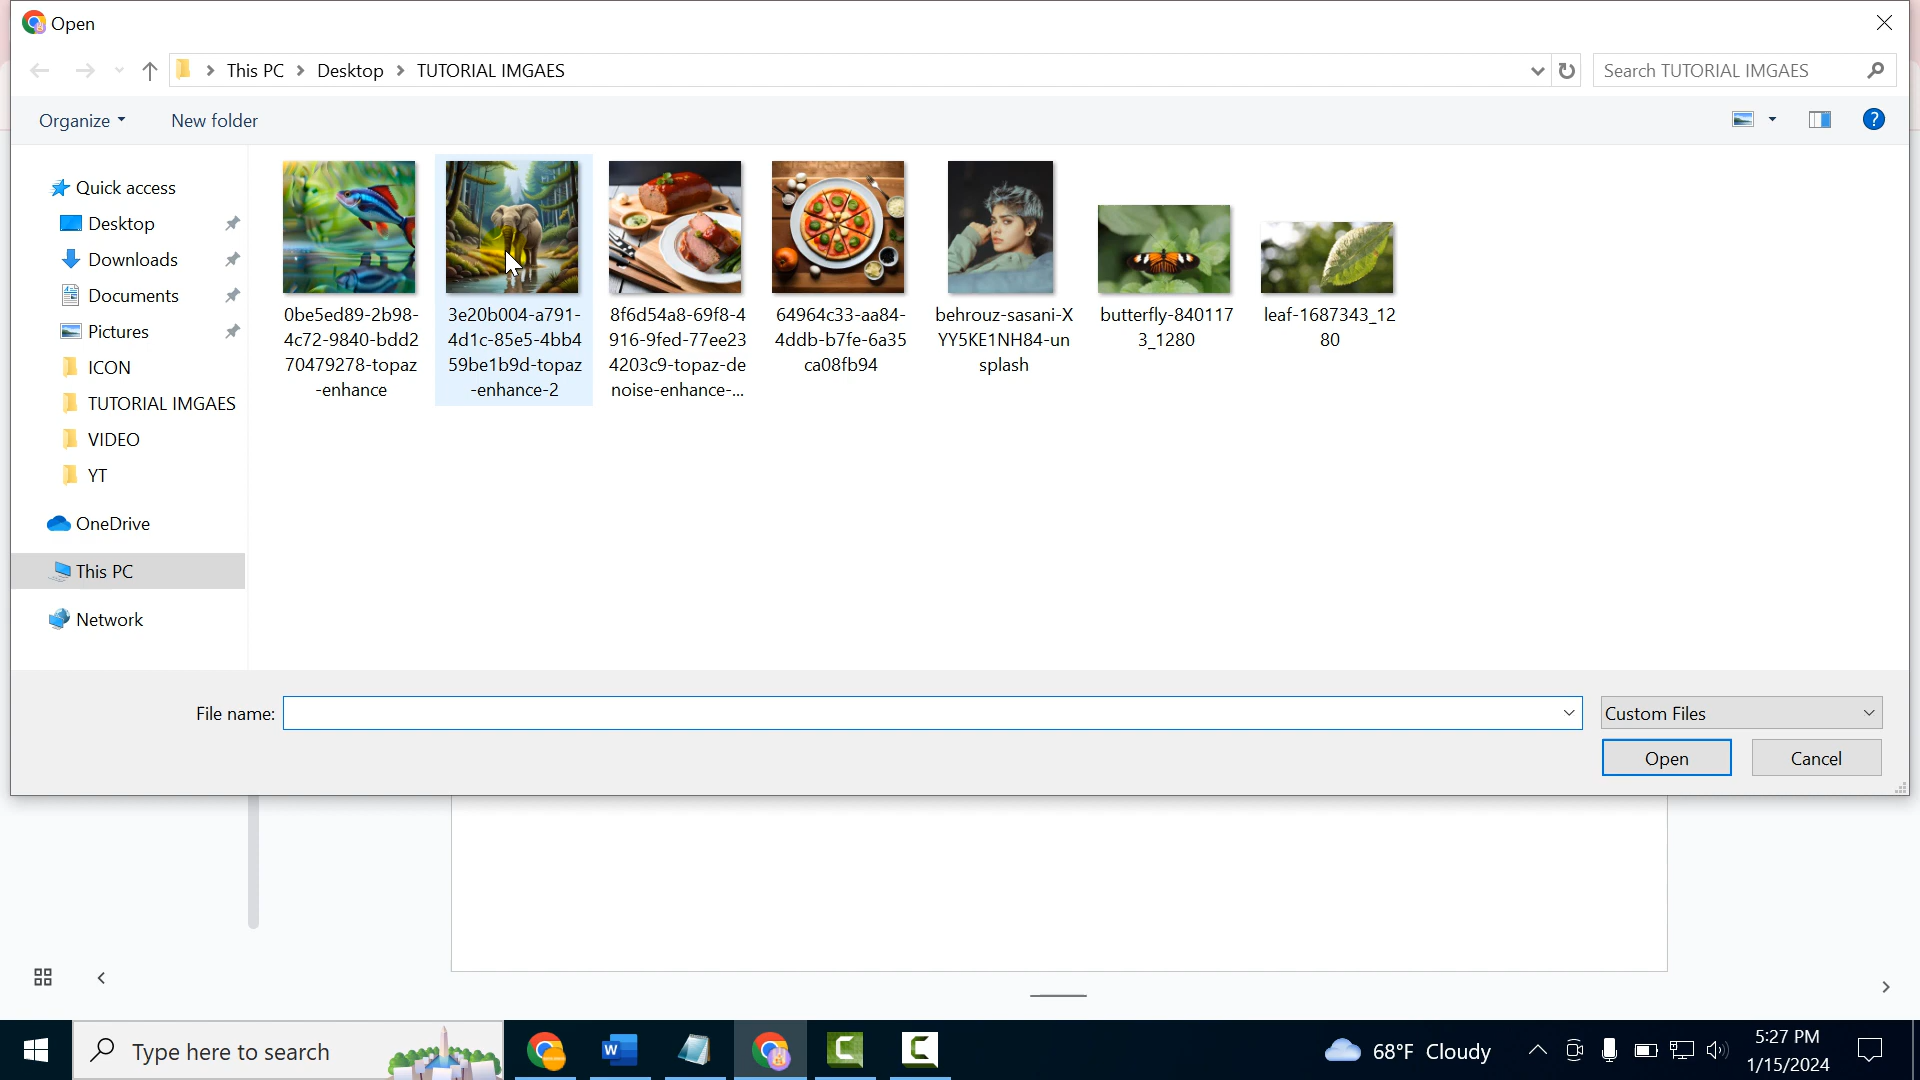 Open
This PC
Desktop
TUTORIAL IMGAES
Search TUTORIAL IMGAES
Organize
New folder
Quick access
Desktop
Downloads
Documents
Pictures
ICON
TUTORIAL IMGAES
VIDEO
YT
OneDrive
This PC
Network
0be5ed89-2b98-
4c72-9840-bdd2
70479278-topaz
-enhance
3e20b004-a791-
4d1c-85e5-4bb4
59be1b9d-topaz
-enhance-2
8f6d54a8-69f8-4
916-9fed-77ee23
4203c9-topaz-de
noise-enhance-...
64964c33-aa84-
4ddb-b7fe-6a35
ca08fb94
behrouz-sasani-X
YY5KE1NH84-un
splash
butterfly-840117
3_1280
leaf-1687343_12
80
File name:
Custom Files
Open
Cancel
Type here to search
68°F Cloudy
5:27 PM
1/15/2024